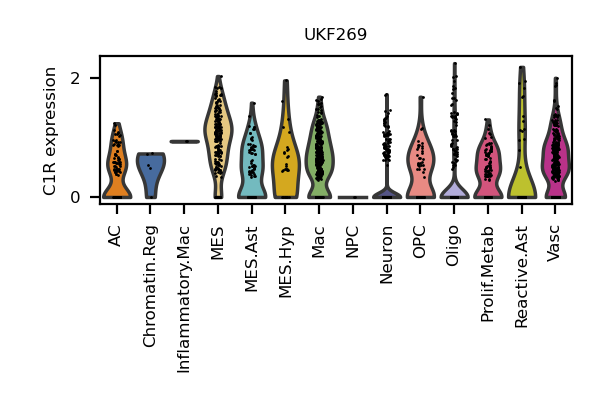 UKF269
C1R expression
2
0
AC
Chromatin.Reg
Inflammatory.Mac
MES
MES.Ast
MES.Hyp
Mac
NPC
Neuron
OPC
Oligo
Prolif.Metab
Reactive.Ast
Vasc